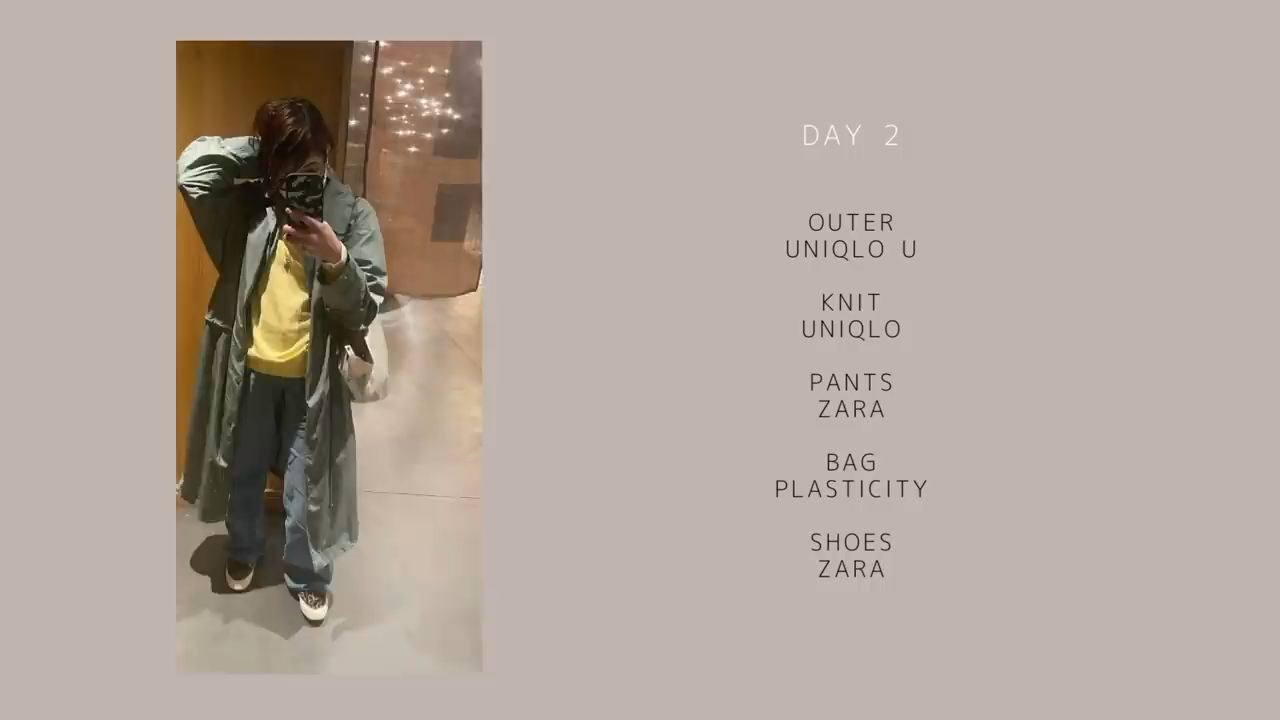 DAY 2
OUTER
UNIQLO U
KNIT
UNIQLO
PANTS
ZARA
BAG
PLASTICITY
SHOES
ZARA